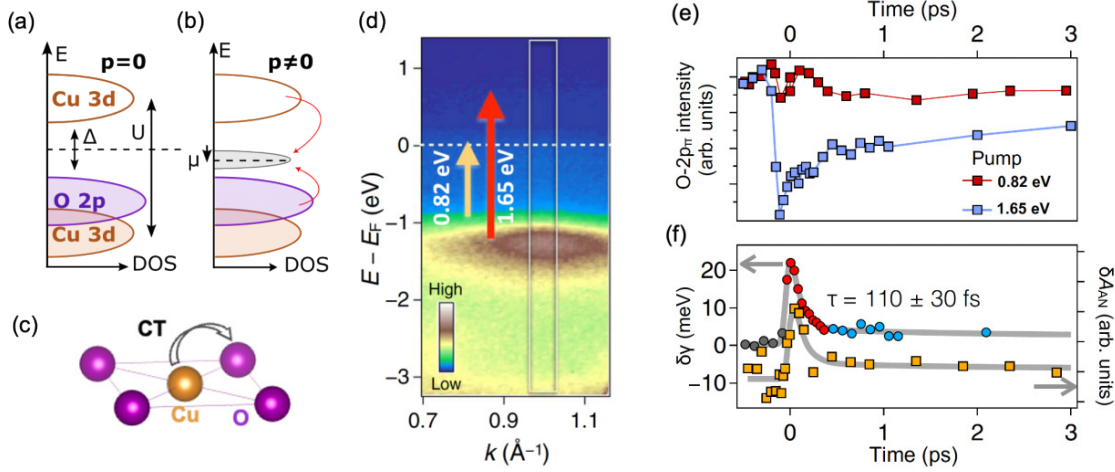 (a)
E
p=0
Cu 3d
Δ
U
O 2p
Cu 3d
DOS
(b)
E
p≠0
μ
DOS
(c)
CT
Cu
O
(d)
E – E_F (eV)
1
0
−1
−2
−3
0.82 eV
1.65 eV
High
Low
0.7
0.9
1.1
k (Å⁻¹)
(e)
Time (ps)
0
1
2
3
O-2pπ intensity
(arb. units)
Pump
0.82 eV
1.65 eV
(f)
20
10
0
−10
δγ (meV)
τ = 110 ± 30 fs
δA_AN (arb. units)
0
1
2
3
Time (ps)